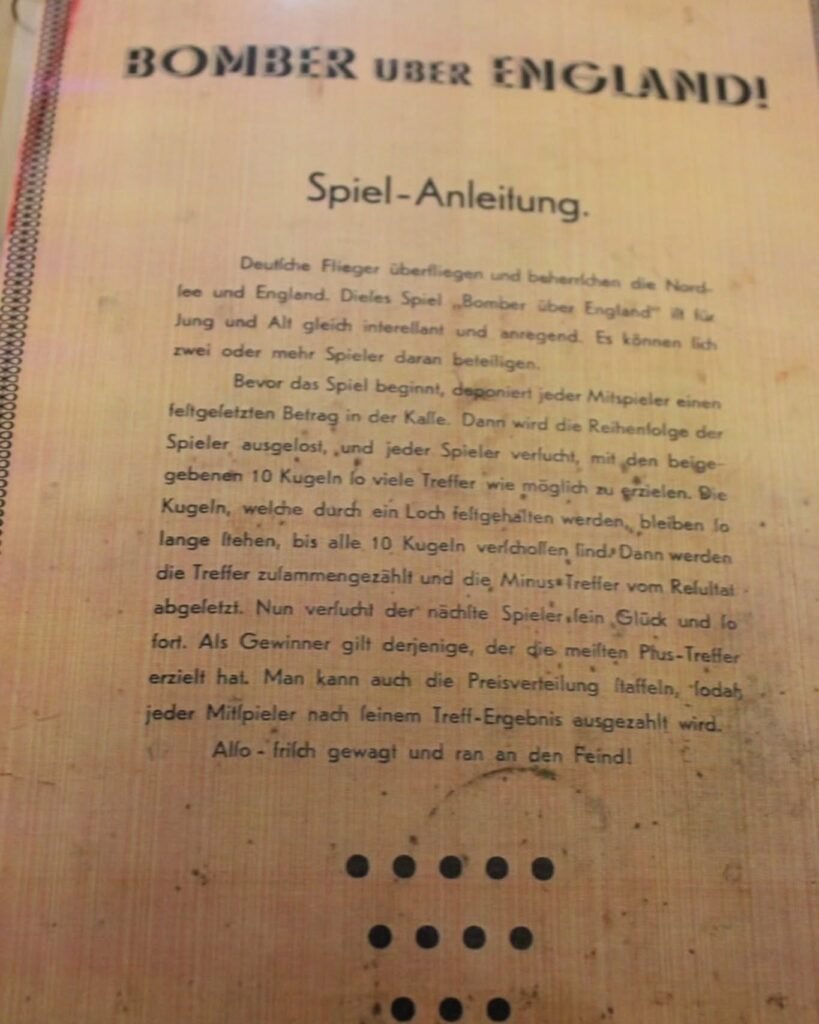 BOMBER UBER ENGLAND!
Spiel-Anleitung.
Deutſche Flieger überfliegen und beherrſchen die Nord-
ſee und England. Dieſes Spiel „Bomber über England“ iſt für
Jung und Alt gleich intereſſant und anregend. Es können ſich
zwei oder mehr Spieler daran beteiligen.
Bevor das Spiel beginnt, deponiert jeder Mitspieler einen
feſtgeſetzten Betrag in der Kaſſe. Dann wird die Reihenfolge der
Spieler ausgelost, und jeder Spieler verſucht, mit den beige-
gebenen 10 Kugeln ſo viele Treffer wie möglich zu erzielen. Die
Kugeln, welche durch ein Loch feſtgehalten werden, bleiben ſo
lange ſtehen, bis alle 10 Kugeln verſchoſſen ſind. Dann werden
die Treffer zuſammengezählt und die Minus-Treffer vom Reſultat
abgeſetzt. Nun verſucht der nächſte Spieler ſein Glück und ſo
fort. Als Gewinner gilt derjenige, der die meiſten Plus-Treffer
erzielt hat. Man kann auch die Preisverteilung ſtaffeln, ſodaß
jeder Mitſpieler nach ſeinem Treff-Ergebnis ausgezahlt wird.
Alſo - friſch gewagt und ran an den Feind!